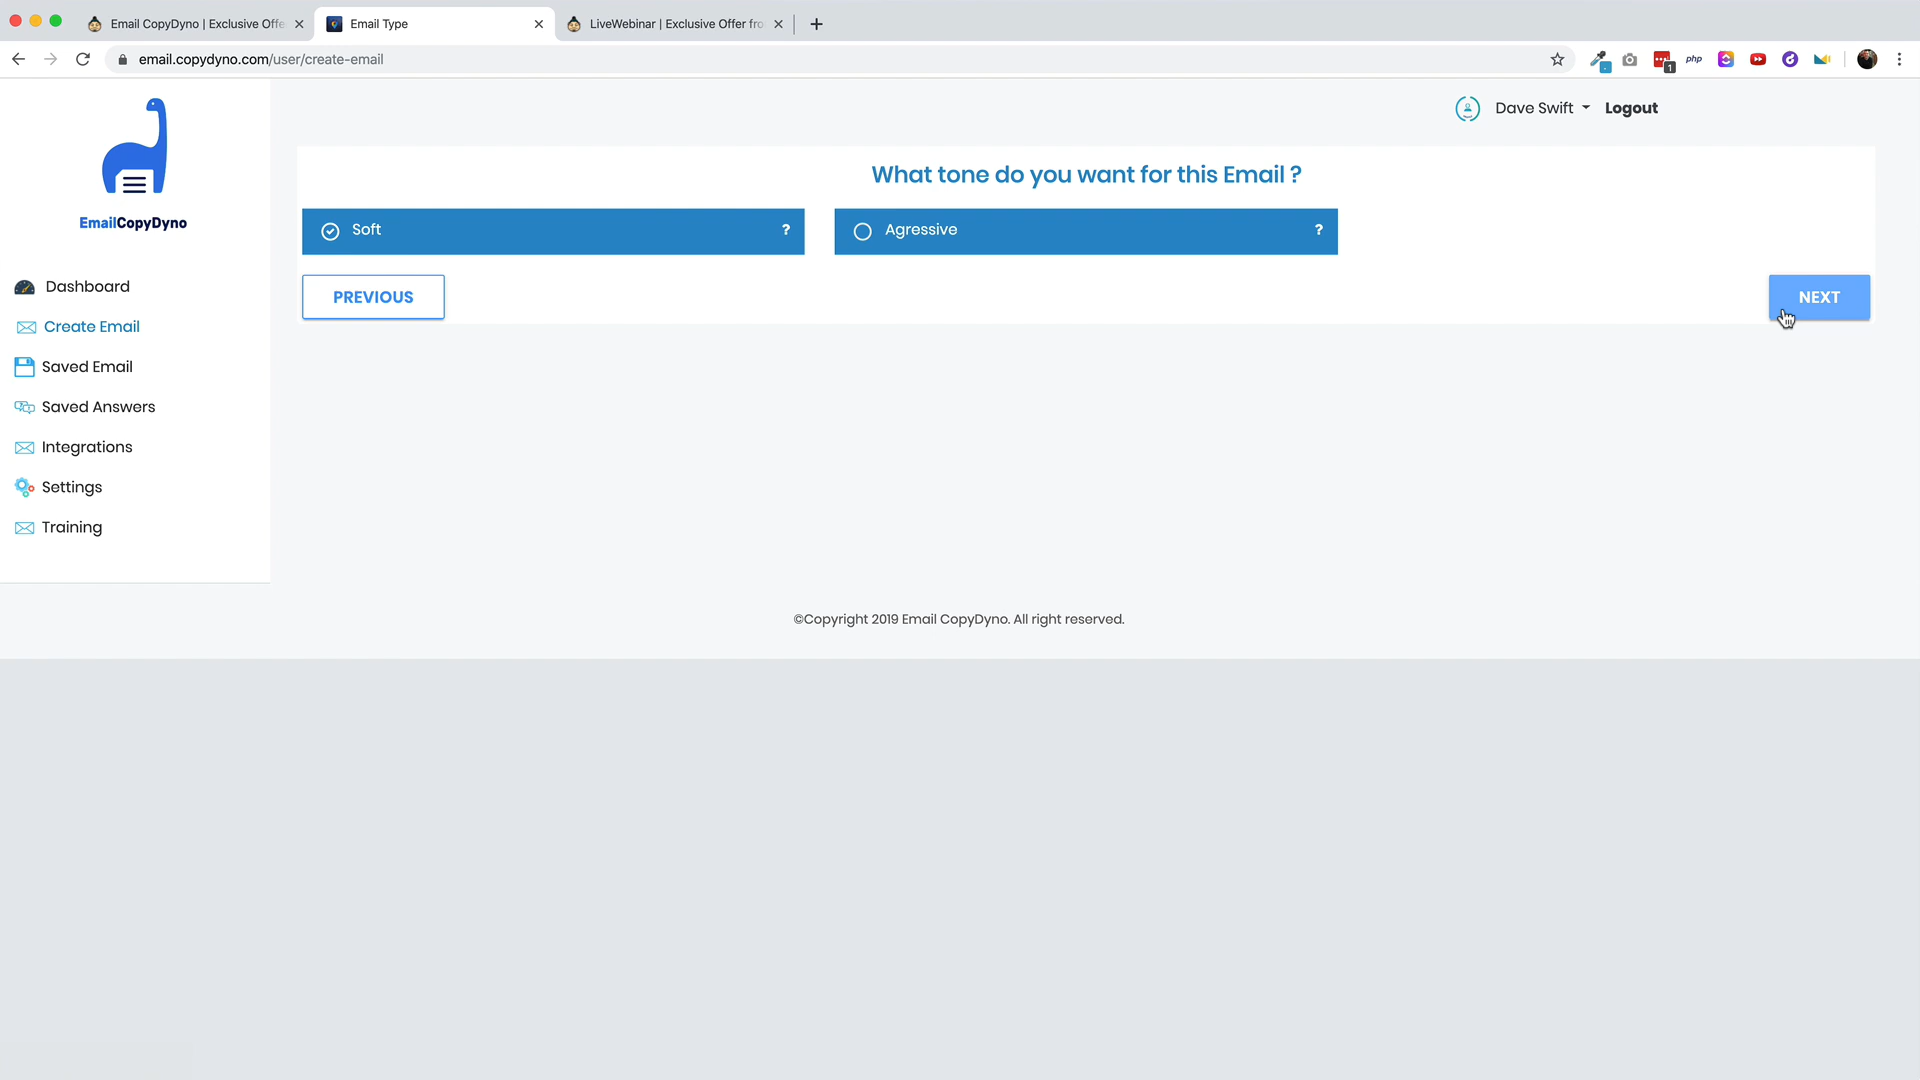 Email CopyDyno | Exclusive Offe
Email Type
LiveWebinar | Exclusive Offer fro
email.copydyno.com/user/create-email
1
php
EmailCopyDyno
Dave Swift
Logout
What tone do you want for this Email ?
Soft ?
Agressive ?
PREVIOUS
NEXT
Dashboard
Create Email
Saved Email
Saved Answers
Integrations
Settings
Training
©Copyright 2019 Email CopyDyno. All right reserved.